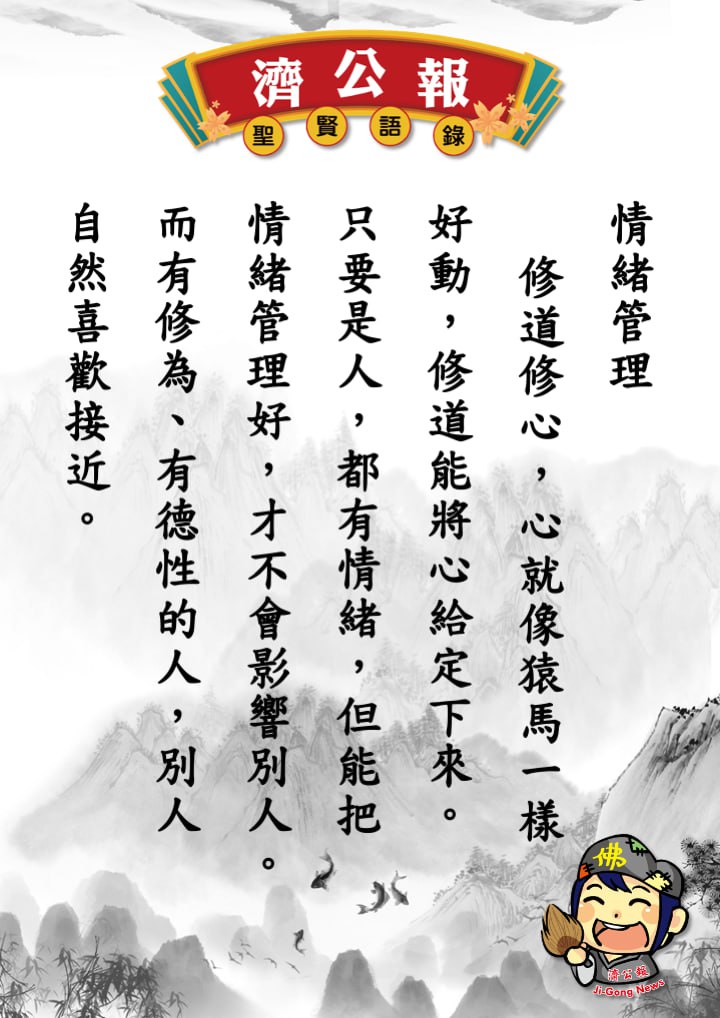 濟公報
聖賢語錄
情緒管理
修道修心，心就像猿馬一樣
好動，修道能將心給定下來。
只要是人，都有情緒，但能把
情緒管理好，才不會影響別人。
而有修為、有德性的人，別人
自然喜歡接近。
佛
濟公報
Ji-Gong News